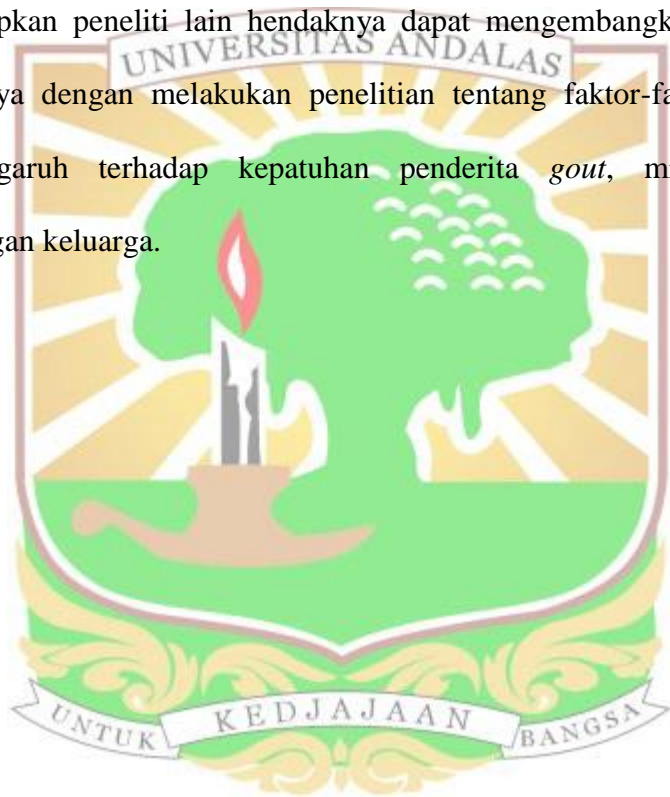 pkan peneliti lain hendaknya dapat mengembangk
UNIVERSITAS ANDALAS
ya dengan melakukan penelitian tentang faktor-fa
garuh terhadap kepatuhan penderita gout, mi
gan keluarga.
UNTUK KEDJAJAAN BANGSA